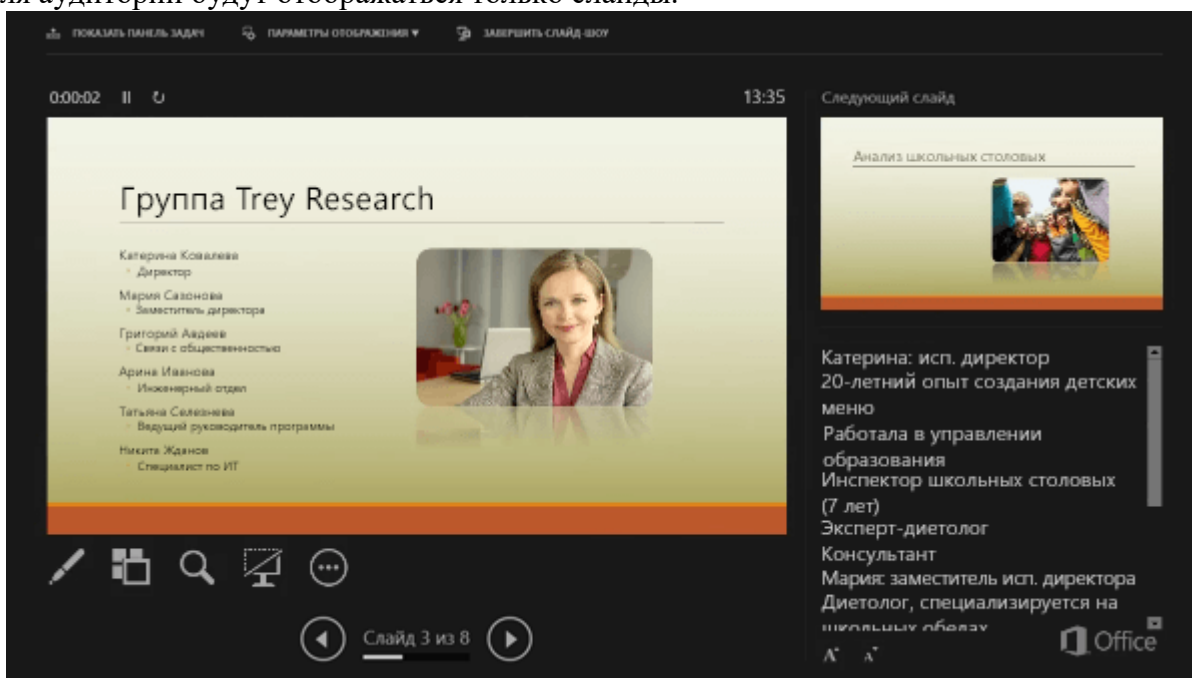 ля аудитории будут отображаться только слайды.
ПОКАЗАТЬ ПАНЕЛЬ ЗАДАЧ ПАРАМЕТРЫ ОТОБРАЖЕНИЯ ▾ ЗАВЕРШИТЬ СЛАЙД-ШОУ
0:00:02 13:35
Следующий слайд
Группа Trey Research
Катерина Ковалева
Директор
Мария Сазонова
Заместитель директора
Григорий Авдеев
Связи с общественностью
Арина Иванова
Инженерный отдел
Татьяна Селезнева
Ведущий руководитель программы
Никита Жданов
Специалист по ИТ
Анализ школьных столовых
Катерина: исп. директор
20-летний опыт создания детских
меню
Работала в управлении
образования
Инспектор школьных столовых
(7 лет)
Эксперт-диетолог
Консультант
Мария: заместитель исп. директора
Диетолог, специализируется на
школьных обедах
Слайд 3 из 8
A A
Office